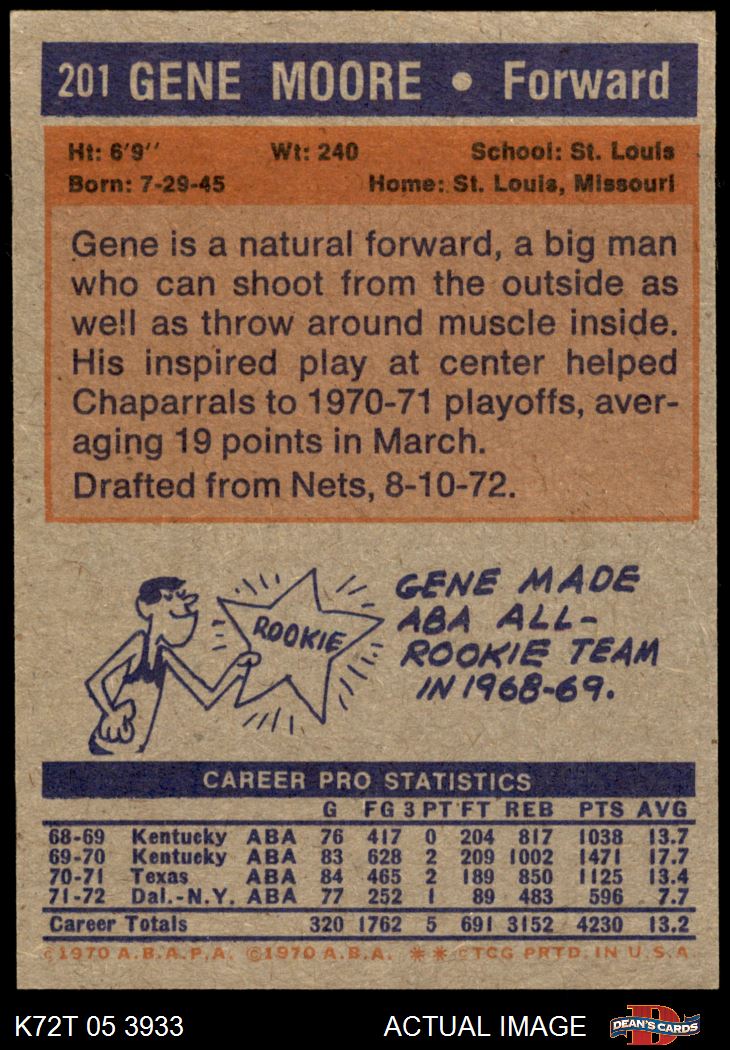 201 GENE MOORE • Forward
Ht: 6'9'' Wt: 240 School: St. Louis
Born: 7-29-45 Home: St. Louis, Missouri
Gene is a natural forward, a big man
who can shoot from the outside as
well as throw around muscle inside.
His inspired play at center helped
Chaparrals to 1970-71 playoffs, aver-
aging 19 points in March.
Drafted from Nets, 8-10-72.
ROOKIE
GENE MADE
ABA ALL-
ROOKIE TEAM
IN 1968-69.
CAREER PRO STATISTICS
G FG 3 PT FT REB PTS AVG
68-69 Kentucky ABA 76 417 0 204 817 1038 13.7
69-70 Kentucky ABA 83 628 2 209 1002 1471 17.7
70-71 Texas ABA 84 465 2 189 850 1125 13.4
71-72 Dal.-N.Y. ABA 77 252 1 89 483 596 7.7
Career Totals 320 1762 5 691 3152 4230 13.2
©1970 A.B.A.P.A. ©1970 A.B.A. ** ©TCG PRTD. IN U.S.A
K72T 05 3933 ACTUAL IMAGE
D
DEAN'S CARDS